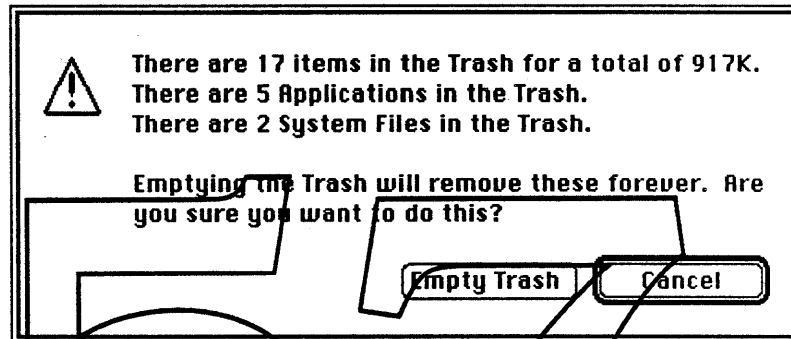 There are 17 items in the Trash for a total of 917K.
There are 5 Applications in the Trash.
There are 2 System Files in the Trash.
Emptying the Trash will remove these forever. Are
you sure you want to do this?
Empty Trash
Cancel